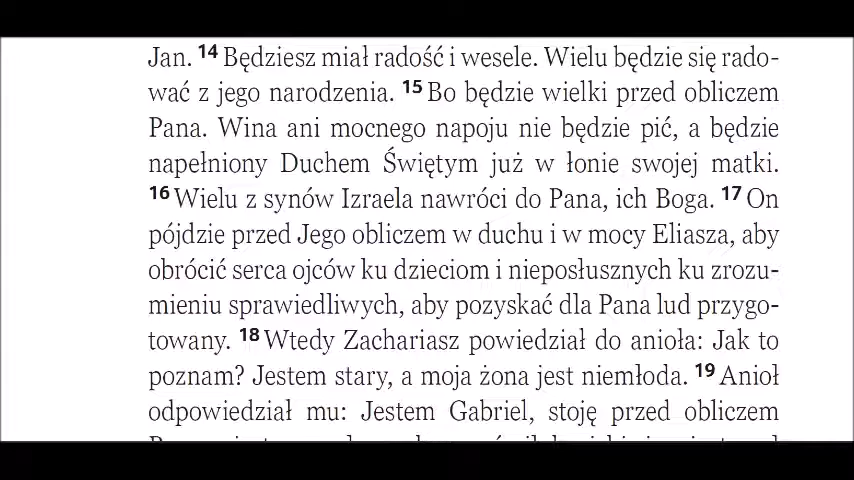 Jan. 14 Będziesz miał radość i wesele. Wielu będzie się rado-
wać z jego narodzenia. 15 Bo będzie wielki przed obliczem
Pana. Wina ani mocnego napoju nie będzie pić, a będzie
napełniony Duchem Świętym już w łonie swojej matki.
16 Wielu z synów Izraela nawróci do Pana, ich Boga. 17 On
pójdzie przed Jego obliczem w duchu i w mocy Eliasza, aby
obrócić serca ojców ku dzieciom i nieposłusznych ku zrozu-
mieniu sprawiedliwych, aby pozyskać dla Pana lud przygo-
towany. 18 Wtedy Zachariasz powiedział do anioła: Jak to
poznam? Jestem stary, a moja żona jest niemłoda. 19 Anioł
odpowiedział mu: Jestem Gabriel, stoję przed obliczem